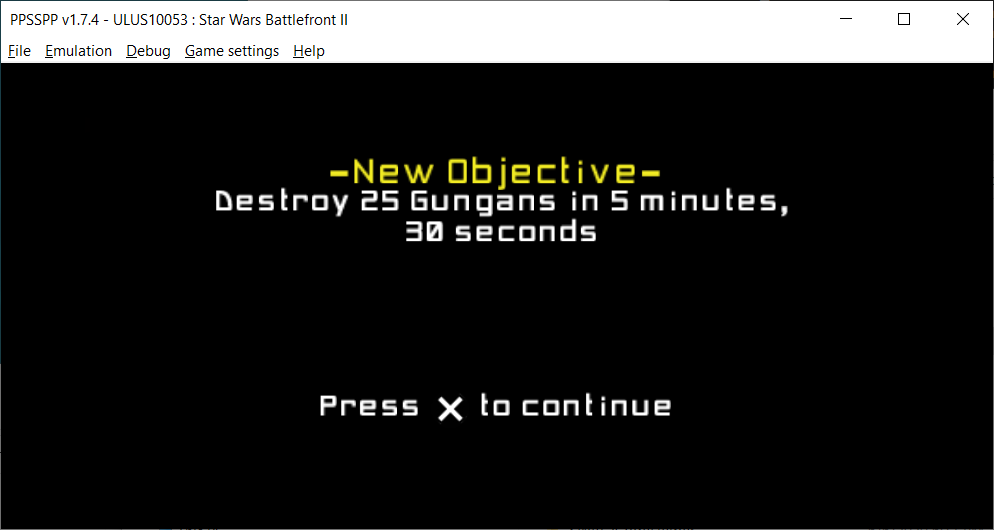 PPSSPP v1.7.4 - ULUS10053 : Star Wars Battlefront II
File Emulation Debug Game settings Help
-New Objective-
Destroy 25 Gungans in 5 minutes,
30 seconds
Press X to continue